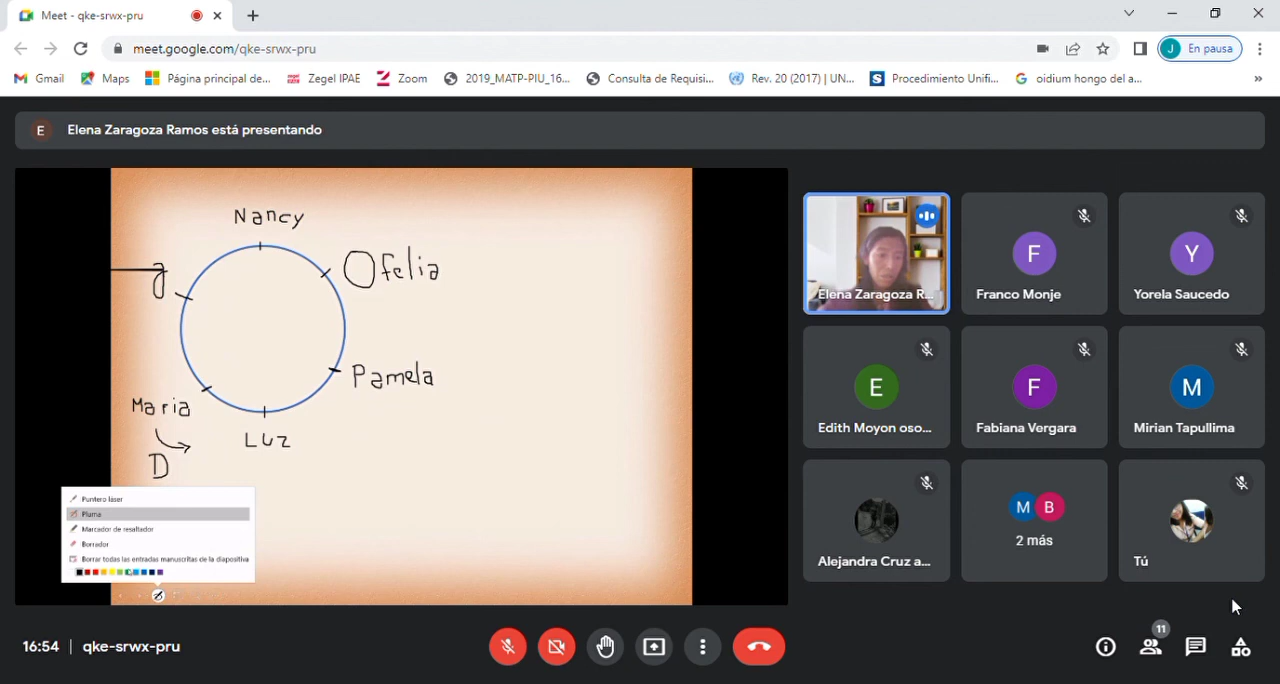 Meet - qke-srwx-pru
meet.google.com/qke-srwx-pru
En pausa
J
Gmail
Maps
Página principal de...
Zegel IPAE
Zoom
2019_MATP-PIU_16...
Consulta de Requisi...
Rev. 20 (2017) | UN...
Procedimiento Unifi...
oidium hongo del a...
»
E
Elena Zaragoza Ramos está presentando
Nancy
Ofelia
Pamela
Luz
Maria
D
Puntero láser
Pluma
Marcador de resaltador
Borrador
Borrar todas las entradas manuscritas de la diapositiva
Elena Zaragoza R...
F
Franco Monje
Y
Yorela Saucedo
E
Edith Moyon oso...
F
Fabiana Vergara
M
Mirian Tapullima
Alejandra Cruz a...
M B
2 más
Tú
16:54
qke-srwx-pru
11